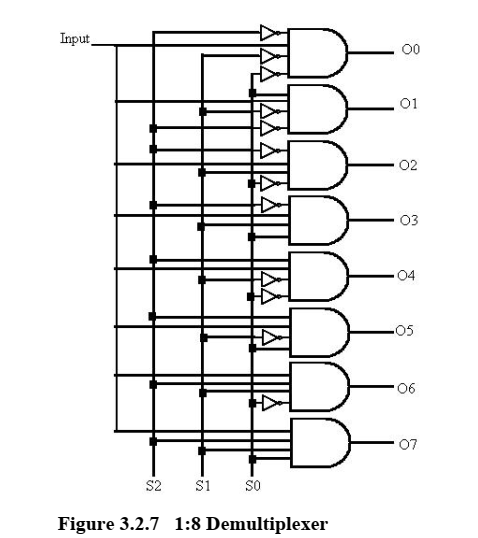 Input
O0
O1
O2
O3
O4
O5
O6
O7
S2 S1 S0
Figure 3.2.7 1:8 Demultiplexer